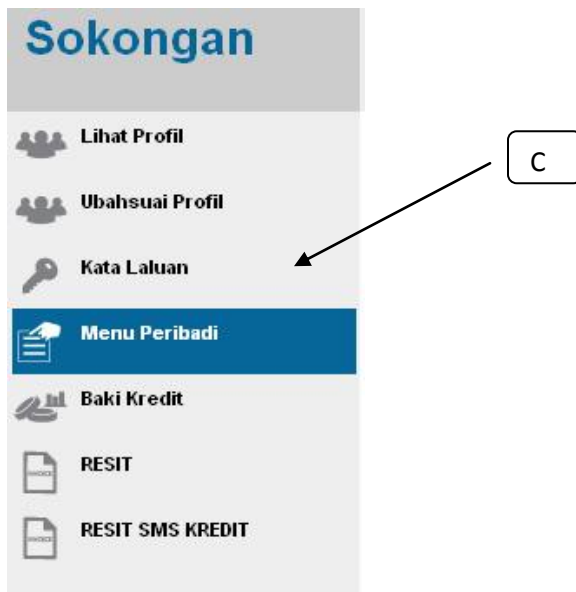 Sokongan
Lihat Profil
C
Ubahsuai Profil
Kata Laluan
Menu Peribadi
Baki Kredit
RESIT
RESIT SMS KREDIT